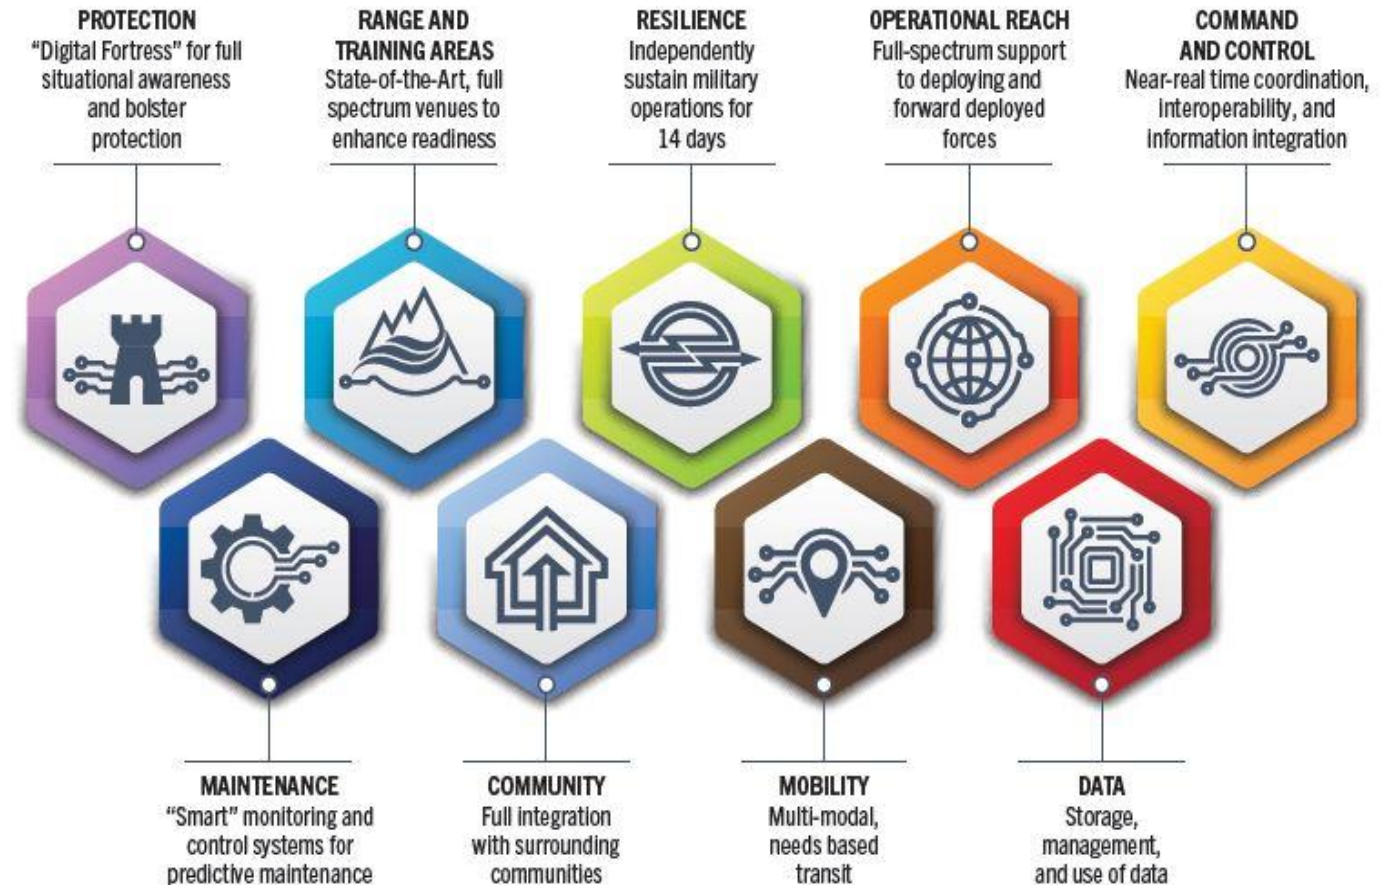 PROTECTION
“Digital Fortress” for full
situational awareness
and bolster
protection
RANGE AND
TRAINING AREAS
State-of-the-Art, full
spectrum venues to
enhance readiness
RESILIENCE
Independently
sustain military
operations for
14 days
OPERATIONAL REACH
Full-spectrum support
to deploying and
forward deployed
forces
COMMAND
AND CONTROL
Near-real time coordination,
interoperability, and
information integration
MAINTENANCE
“Smart” monitoring and
control systems for
predictive maintenance
COMMUNITY
Full integration
with surrounding
communities
MOBILITY
Multi-modal,
needs based
transit
DATA
Storage,
management,
and use of data